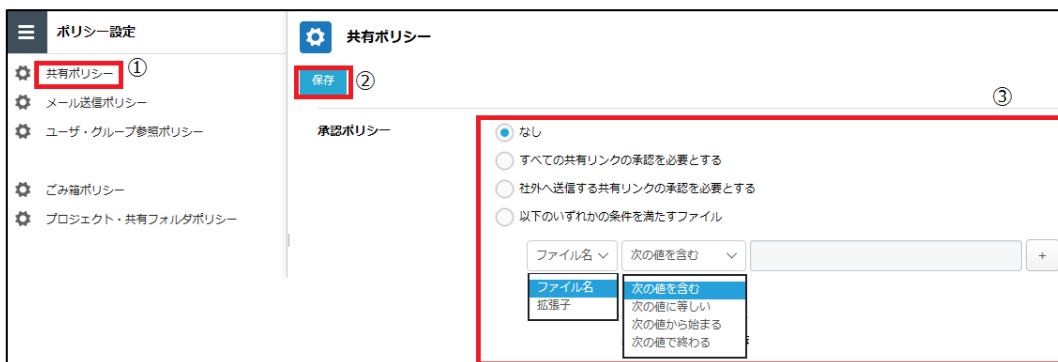 ポリシー設定
共有ポリシー ①
メール送信ポリシー
ユーザ・グループ参照ポリシー
ごみ箱ポリシー
プロジェクト・共有フォルダポリシー
共有ポリシー
保存 ②
③
承認ポリシー
なし
すべての共有リンクの承認を必要とする
社外へ送信する共有リンクの承認を必要とする
以下のいずれかの条件を満たすファイル
ファイル名 次の値を含む +
ファイル名
拡張子
次の値を含む
次の値に等しい
次の値から始まる
次の値で終わる